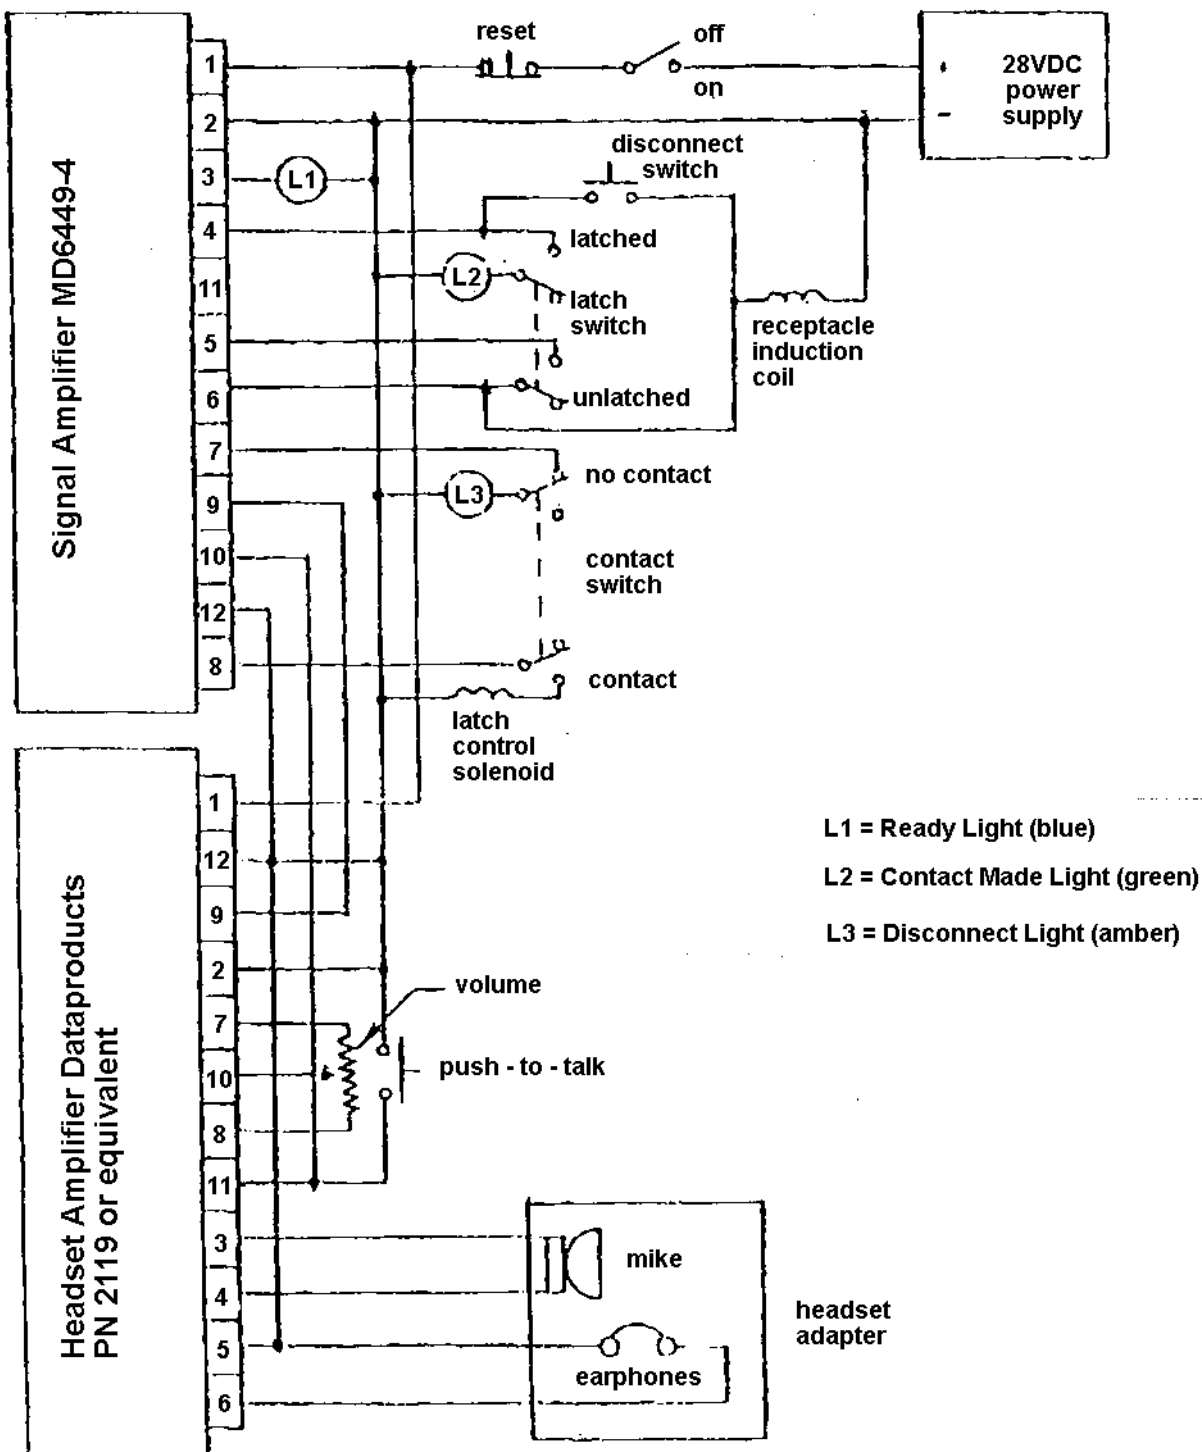 Signal Amplifier MD6449-4
1
2
3
4
11
5
6
7
9
10
12
8
reset
off
on
+
-
28VDC
power
supply
L1
disconnect
switch
latched
L2
latch
switch
receptacle
induction
coil
unlatched
no contact
L3
contact
switch
contact
latch
control
solenoid
Headset Amplifier Dataproducts
PN 2119 or equivalent
1
12
9
2
7
10
8
11
3
4
5
6
L1 = Ready Light (blue)
L2 = Contact Made Light (green)
L3 = Disconnect Light (amber)
volume
push - to - talk
mike
earphones
headset
adapter